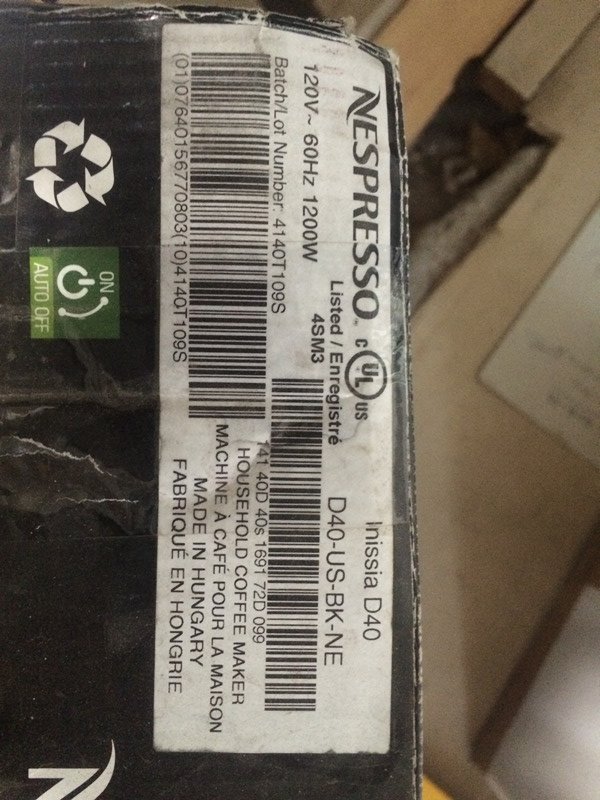 NESPRESSO
C UL US
Inissia D40
120V~ 60Hz 1200W
Listed / Enregistré
4SM3
D40-US-BK-NE
Batch/Lot Number: 4140T109S
(01)07640156770803(10)4140T109S
141 40D 40s 1691 72D 099
HOUSEHOLD COFFEE MAKER
MACHINE À CAFÉ POUR LA MAISON
MADE IN HUNGARY
FABRIQUÉ EN HONGRIE
ON
AUTO OFF
N